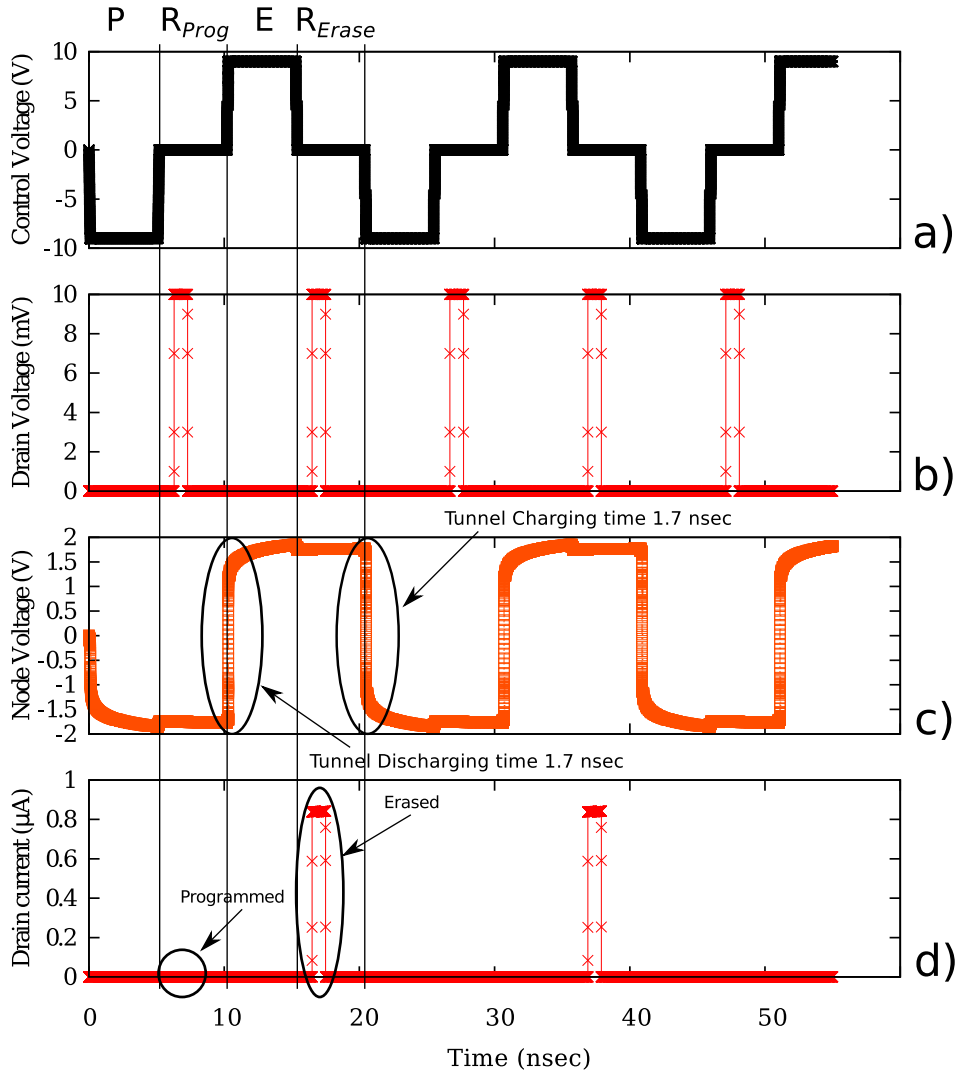 P R_Prog E R_Erase
Control Voltage (V)
10
5
0
-5
-10
a)
Drain Voltage (mV)
10
8
6
4
2
0
b)
Tunnel Charging time 1.7 nsec
Node Voltage (V)
2
1.5
1
0.5
0
-0.5
-1
-1.5
-2
c)
Tunnel Discharging time 1.7 nsec
Drain current (µA)
1
0.8
0.6
0.4
0.2
0
Erased
Programmed
d)
0 10 20 30 40 50
Time (nsec)